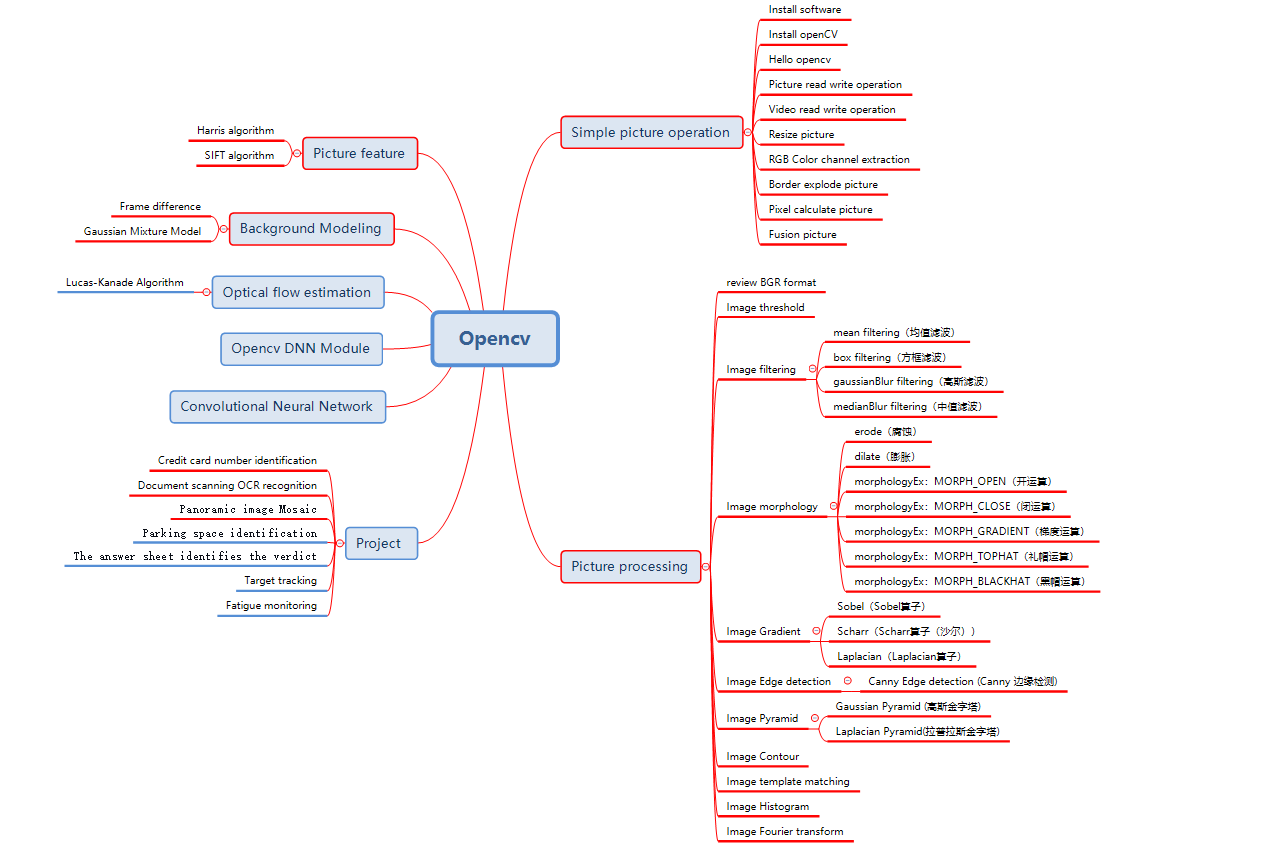 Opencv
Simple picture operation
Install software
Install openCV
Hello opencv
Picture read write operation
Video read write operation
Resize picture
RGB Color channel extraction
Border explode picture
Pixel calculate picture
Fusion picture
Picture processing
review BGR format
Image threshold
Image filtering
mean filtering（均值滤波）
box filtering（方框滤波）
gaussianBlur filtering（高斯滤波）
medianBlur filtering（中值滤波）
Image morphology
erode（腐蚀）
dilate（膨胀）
morphologyEx：MORPH_OPEN（开运算）
morphologyEx：MORPH_CLOSE（闭运算）
morphologyEx：MORPH_GRADIENT（梯度运算）
morphologyEx：MORPH_TOPHAT（礼帽运算）
morphologyEx：MORPH_BLACKHAT（黑帽运算）
Image Gradient
Sobel（Sobel算子）
Scharr（Scharr算子（沙尔））
Laplacian（Laplacian算子）
Image Edge detection
Canny Edge detection (Canny 边缘检测)
Image Pyramid
Gaussian Pyramid (高斯金字塔)
Laplacian Pyramid(拉普拉斯金字塔)
Image Contour
Image template matching
Image Histogram
Image Fourier transform
Picture feature
Harris algorithm
SIFT algorithm
Background Modeling
Frame difference
Gaussian Mixture Model
Optical flow estimation
Lucas-Kanade Algorithm
Opencv DNN Module
Convolutional Neural Network
Project
Credit card number identification
Document scanning OCR recognition
Panoramic image Mosaic
Parking space identification
The answer sheet identifies the verdict
Target tracking
Fatigue monitoring